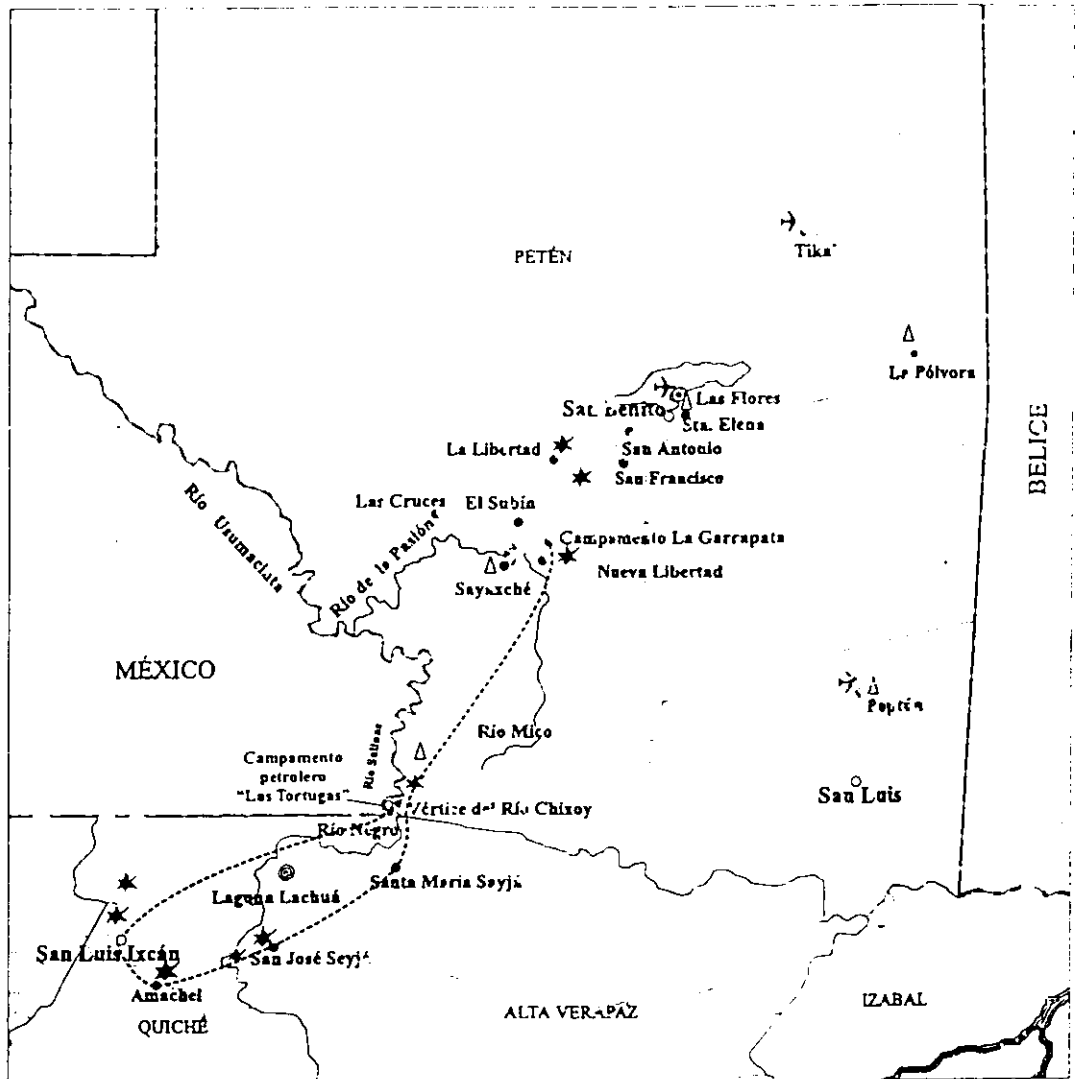 PETÉN
Tikal
La Pólvora
BELICE
Las Flores
San Benito
Sta. Elena
La Libertad
San Antonio
San Francisco
Las Cruces
El Subín
Río Usumacinta
Río de la Pasión
Campamento La Garrapata
Nueva Libertad
Sayaxché
MÉXICO
Poptún
Río Mico
Río Salinas
Campamento
petrolero
"Las Tortugas"
San Luis
Vértice del Río Chixoy
Río Negro
Santa María Seyjá
Laguna Lachuá
San Luis Ixcán
San José Seyjá
Amachel
QUICHÉ
ALTA VERAPAZ
IZABAL